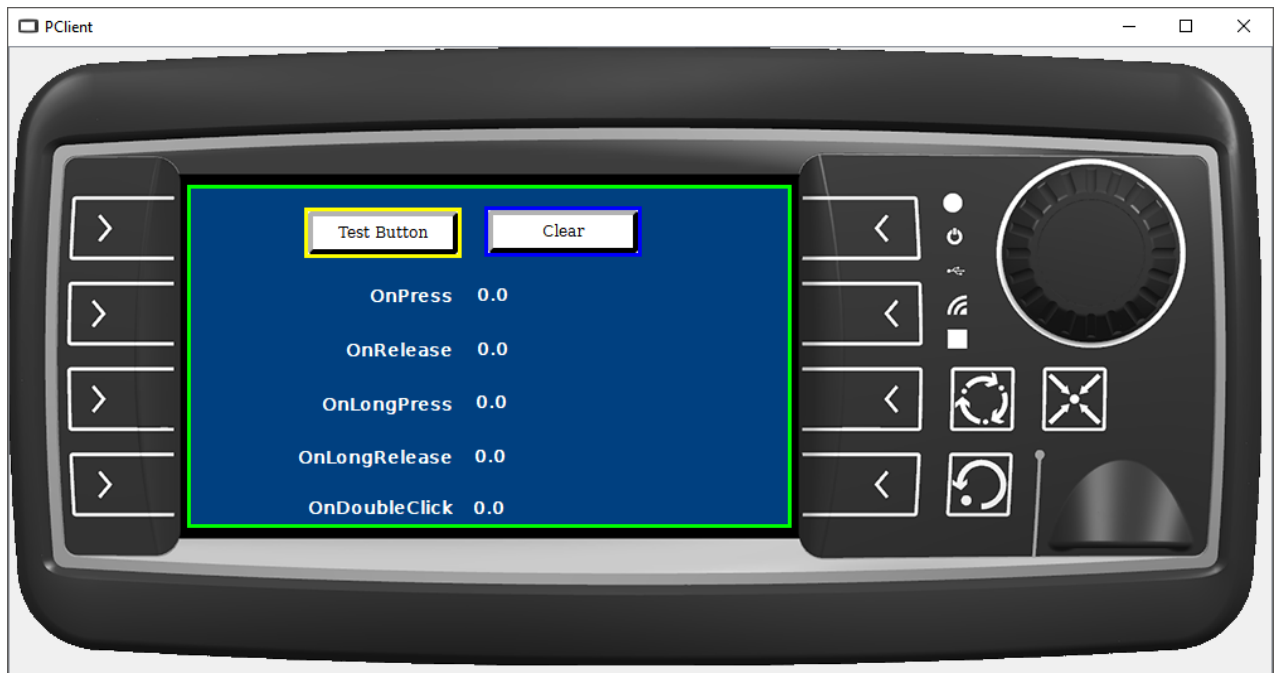 PClient
Test Button Clear
OnPress 0.0
OnRelease 0.0
OnLongPress 0.0
OnLongRelease 0.0
OnDoubleClick 0.0